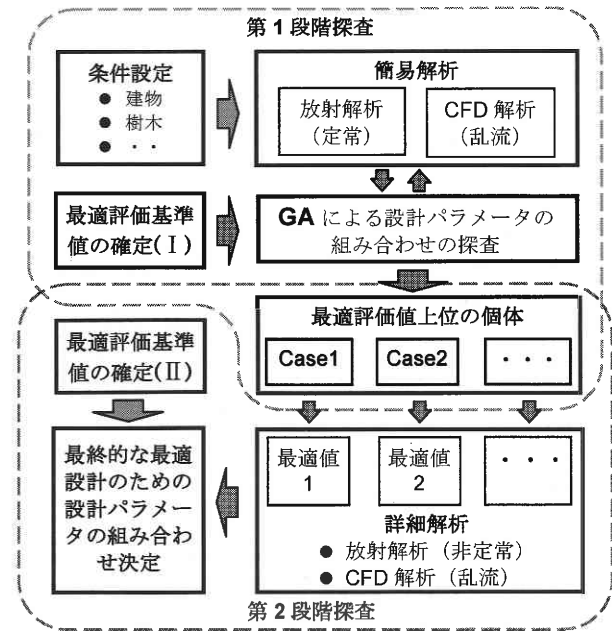 第1段階探査
条件設定
● 建物
● 樹木
● ・・
簡易解析
放射解析
（定常）
CFD 解析
（乱流）
最適評価基準
値の確定(Ⅰ)
GA による設計パラメータの
組み合わせの探査
最適評価値上位の個体
Case1
Case2
・・・
最適評価基準
値の確定(Ⅱ)
最適値
1
最適値
2
・・・
詳細解析
● 放射解析（非定常）
● CFD 解析（乱流）
最終的な最適
設計のための
設計パラメー
タの組み合わ
せ決定
第2段階探査